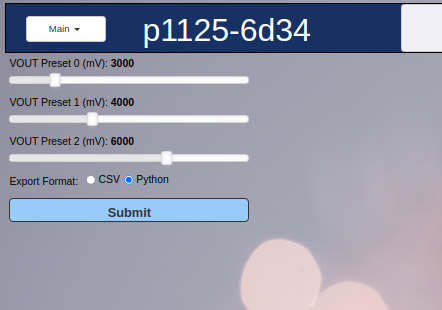 Main
p1125-6d34
VOUT Preset 0 (mV): 3000
VOUT Preset 1 (mV): 4000
VOUT Preset 2 (mV): 6000
Export Format: CSV Python
Submit